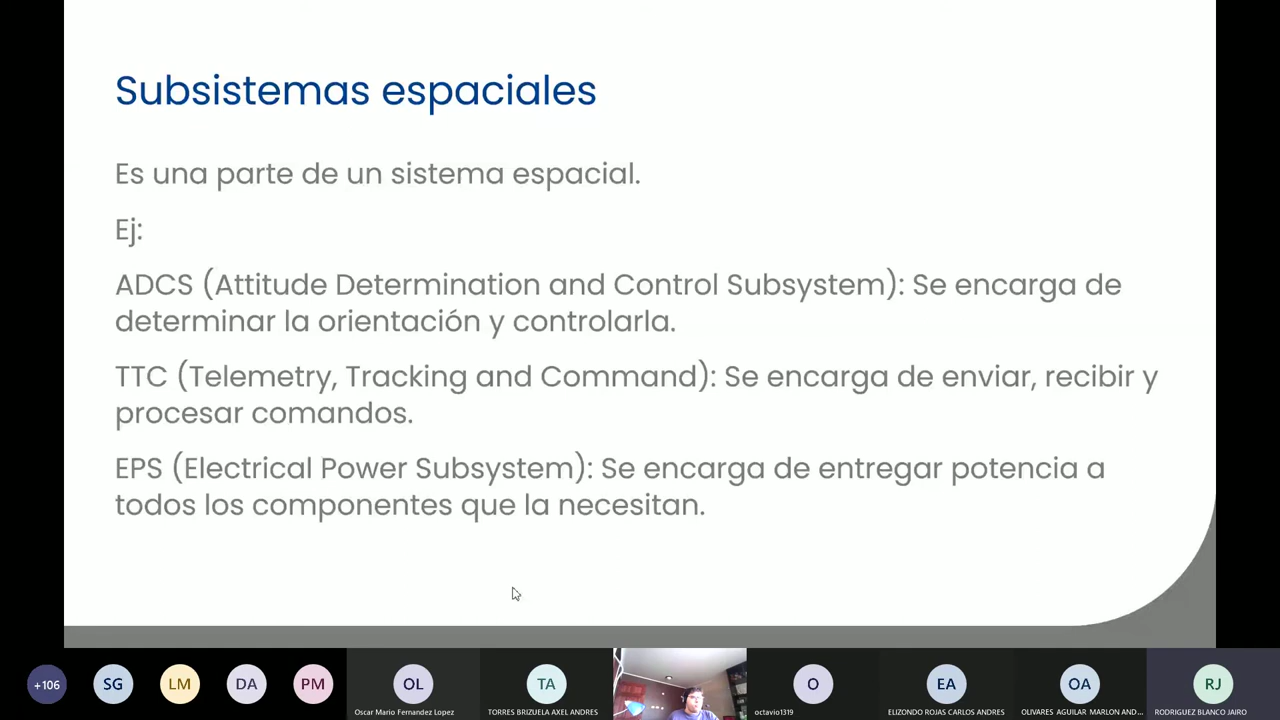 Subsistemas espaciales
Es una parte de un sistema espacial.
Ej:
ADCS (Attitude Determination and Control Subsystem): Se encarga de
determinar la orientación y controlarla.
TTC (Telemetry, Tracking and Command): Se encarga de enviar, recibir y
procesar comandos.
EPS (Electrical Power Subsystem): Se encarga de entregar potencia a
todos los componentes que la necesitan.
+106
SG
LM
DA
PM
OL
Oscar Mario Fernandez Lopez
TA
TORRES BRIZUELA AXEL ANDRES
O
octavio1319
EA
ELIZONDO ROJAS CARLOS ANDRES
OA
OLIVARES AGUILAR MARLON AND...
RJ
RODRIGUEZ BLANCO JAIRO